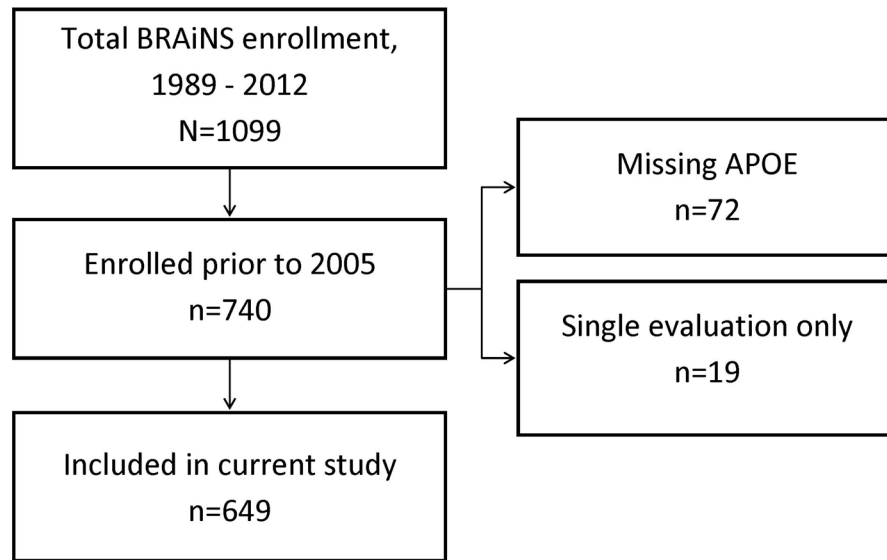 Total BRAiNS enrollment,
1989 - 2012
N=1099
Missing APOE
n=72
Enrolled prior to 2005
n=740
Single evaluation only
n=19
Included in current study
n=649